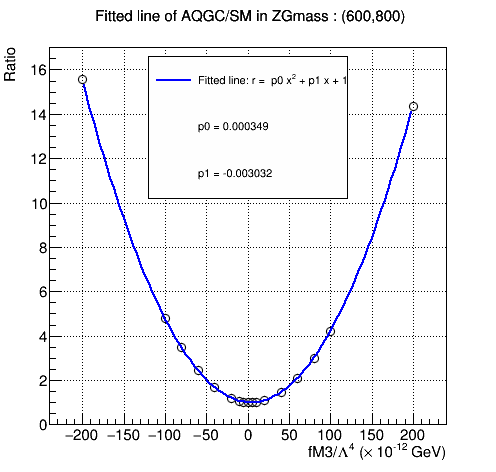 Fitted line of AQGC/SM in ZGmass : (600,800)
Ratio
16
14
12
10
8
6
4
2
0
Fitted line: r = p0 x² + p1 x + 1
p0 = 0.000349
p1 = -0.003032
−200 −150 −100 −50 0 50 100 150 200
fM3/Λ⁴ (× 10⁻¹² GeV)